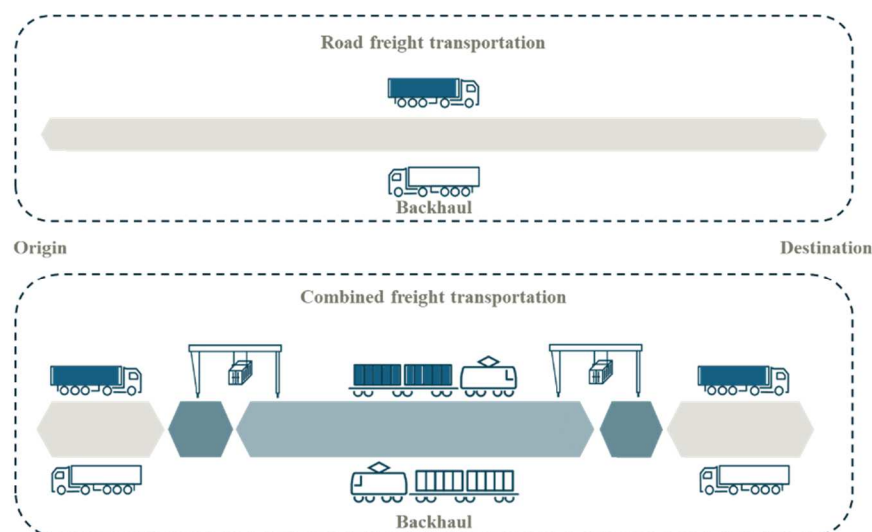 Road freight transportation
Backhaul
Origin
Destination
Combined freight transportation
Backhaul